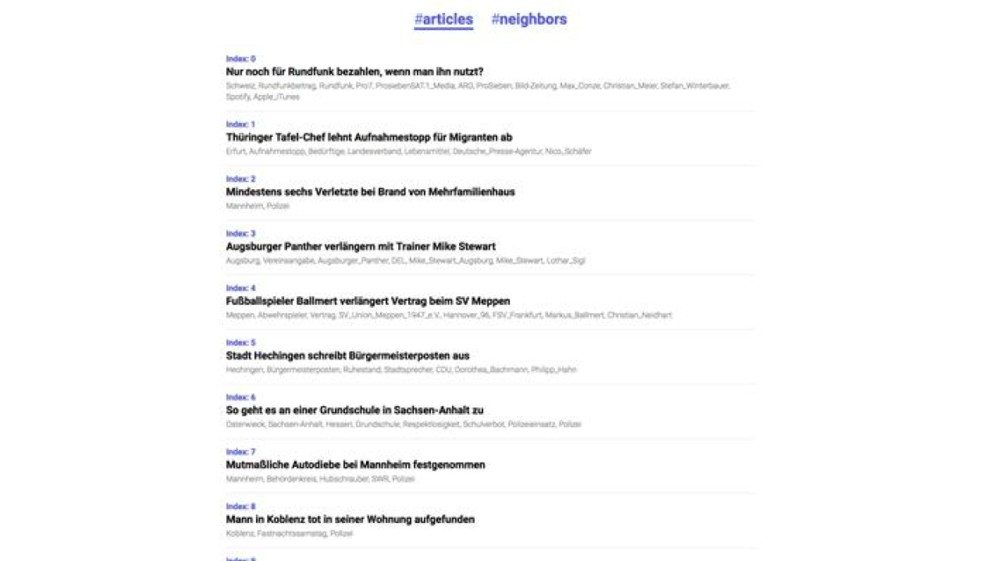 #articles #neighbors
Index: 0
Nur noch für Rundfunk bezahlen, wenn man ihn nutzt?
Schweiz, Rundfunkbeitrag, Rundfunk, Pro7, ProsiebenSAT.1_Media, ARD, ProSieben, Bild-Zeitung, Max_Conze, Christian_Meier, Stefan_Winterbauer,
Spotify, Apple_iTunes
Index: 1
Thüringer Tafel-Chef lehnt Aufnahmestopp für Migranten ab
Erfurt, Aufnahmestopp, Bedürftige, Landesverband, Lebensmittel, Deutsche_Presse-Agentur, Nico_Schäfer
Index: 2
Mindestens sechs Verletzte bei Brand von Mehrfamilienhaus
Mannheim, Polizei
Index: 3
Augsburger Panther verlängern mit Trainer Mike Stewart
Augsburg, Vereinsangabe, Augsburger_Panther, DEL, Mike_Stewart_Augsburg, Mike_Stewart, Lothar_Sigl
Index: 4
Fußballspieler Ballmert verlängert Vertrag beim SV Meppen
Meppen, Abwehrspieler, Vertrag, SV_Union_Meppen_1947_e.V., Hannover_96, FSV_Frankfurt, Markus_Ballmert, Christian_Neidhart
Index: 5
Stadt Hechingen schreibt Bürgermeisterposten aus
Hechingen, Bürgermeisterposten, Ruhestand, Stadtsprecher, CDU, Dorothea_Bachmann, Philipp_Hahn
Index: 6
So geht es an einer Grundschule in Sachsen-Anhalt zu
Osterwieck, Sachsen-Anhalt, Hessen, Grundschule, Respektlosigkeit, Schulverbot, Polizeieinsatz, Polizei
Index: 7
Mutmaßliche Autodiebe bei Mannheim festgenommen
Mannheim, Behördenkreis, Hubschrauber, SWR, Polizei
Index: 8
Mann in Koblenz tot in seiner Wohnung aufgefunden
Koblenz, Fastnachtssamstag, Polizei